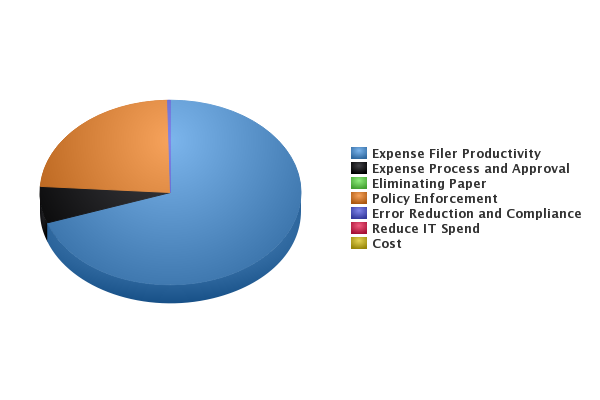 Expense Filer Productivity
Expense Process and Approval
Eliminating Paper
Policy Enforcement
Error Reduction and Compliance
Reduce IT Spend
Cost